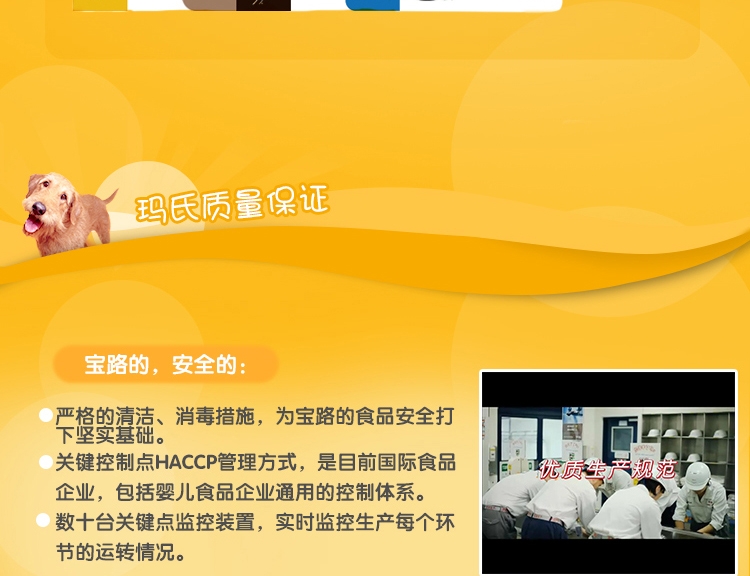 玛氏质量保证
宝路的，安全的：
严格的清洁、消毒措施，为宝路的食品安全打
下坚实基础。
关键控制点HACCP管理方式，是目前国际食品
企业，包括婴儿食品企业通用的控制体系。
数十台关键点监控装置，实时监控生产每个环
节的运转情况。
优质生产规范